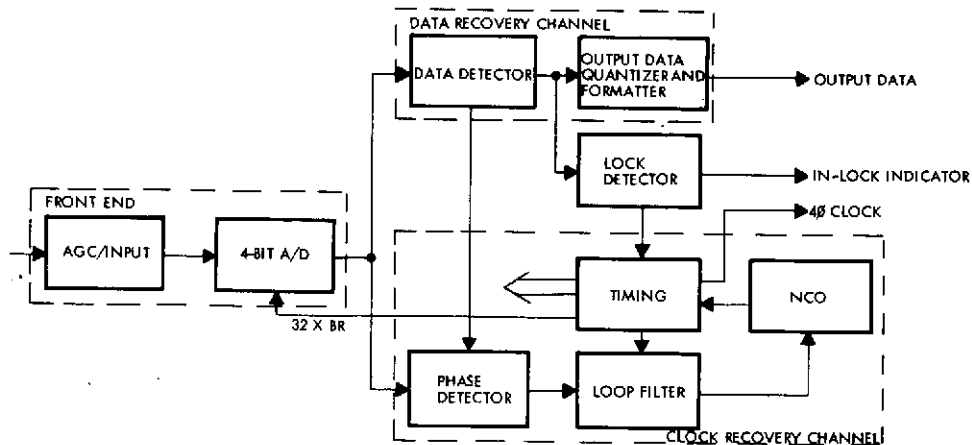 DATA RECOVERY CHANNEL
DATA DETECTOR
OUTPUT DATA
QUANTIZER AND
FORMATTER
OUTPUT DATA
LOCK
DETECTOR
IN-LOCK INDICATOR
4Ø CLOCK
FRONT END
AGC/INPUT
4-BIT A/D
32 X BR
TIMING
NCO
PHASE
DETECTOR
LOOP FILTER
CLOCK RECOVERY CHANNEL